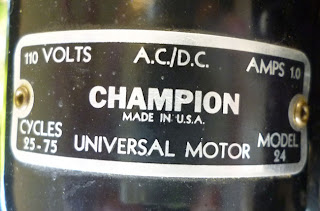 110 VOLTS A.C./D.C. AMPS 1.0
CHAMPION
MADE IN U.S.A.
CYCLES
25-75
UNIVERSAL MOTOR
MODEL
24